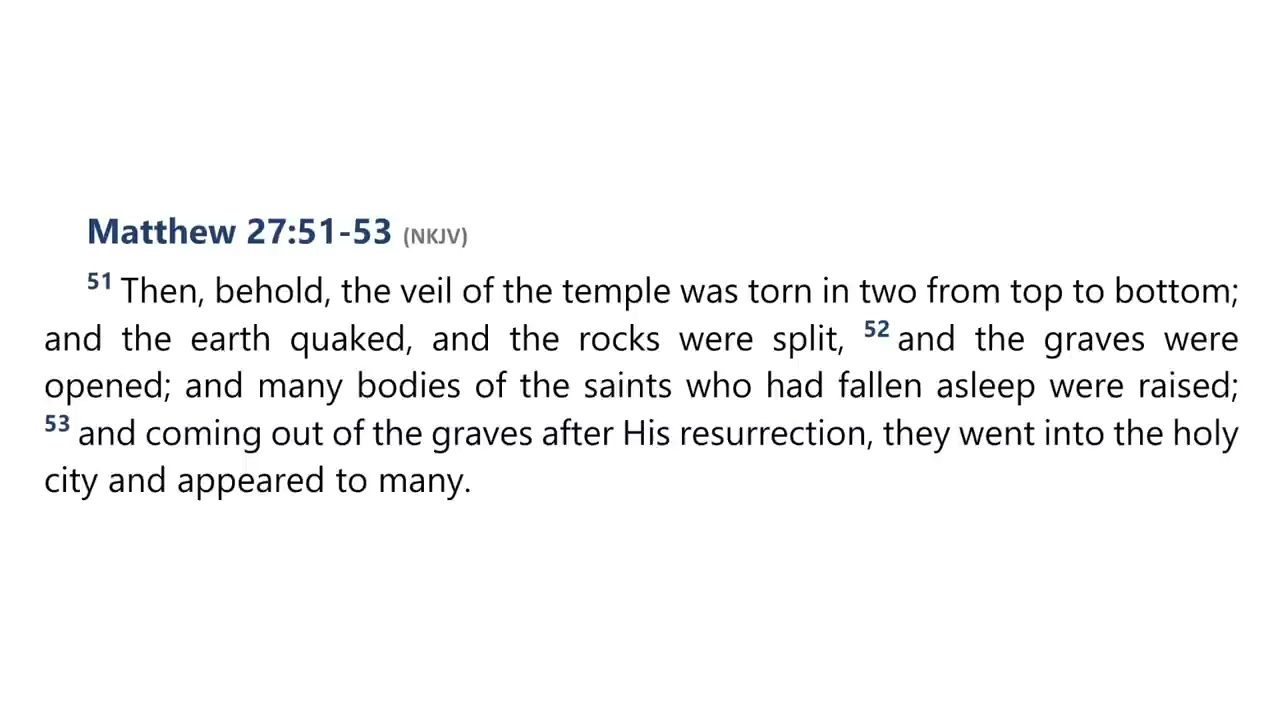 Matthew 27:51-53 (NKJV)
51 Then, behold, the veil of the temple was torn in two from top to bottom;
and the earth quaked, and the rocks were split, 52 and the graves were
opened; and many bodies of the saints who had fallen asleep were raised;
53 and coming out of the graves after His resurrection, they went into the holy
city and appeared to many.